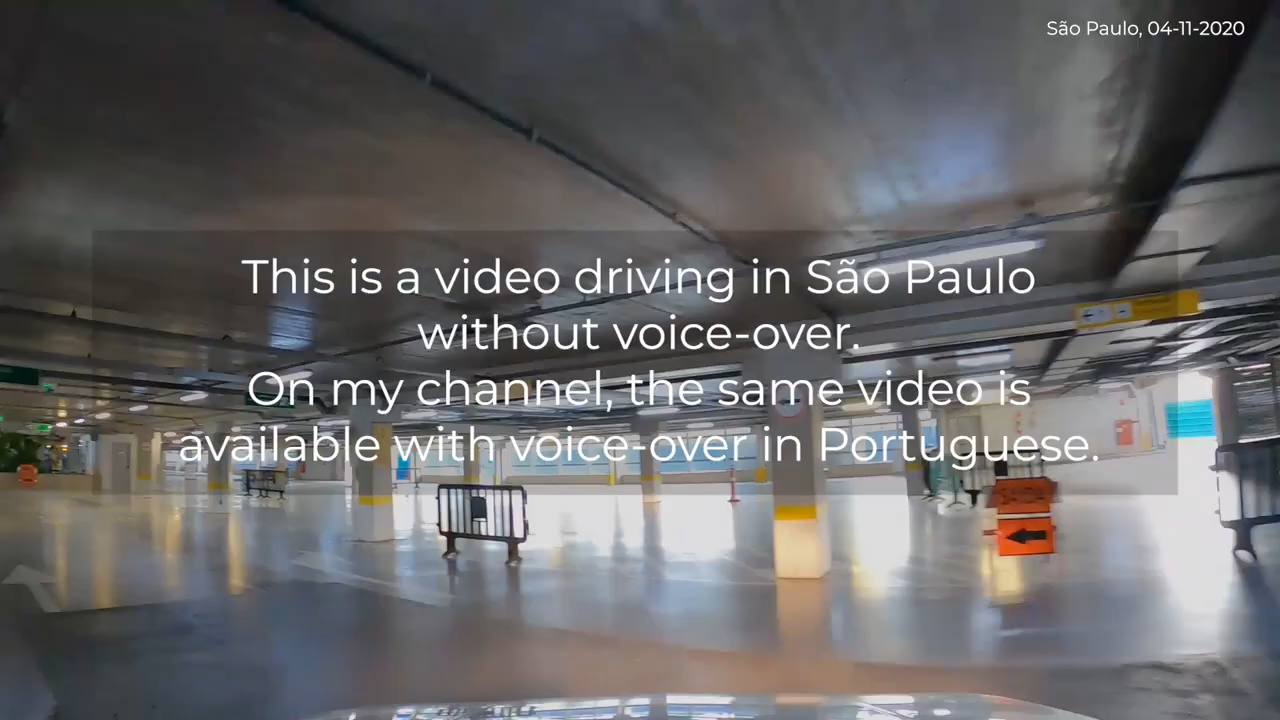 São Paulo, 04-11-2020
This is a video driving in São Paulo
without voice-over.
On my channel, the same video is
available with voice-over in Portuguese.
SAÍDA